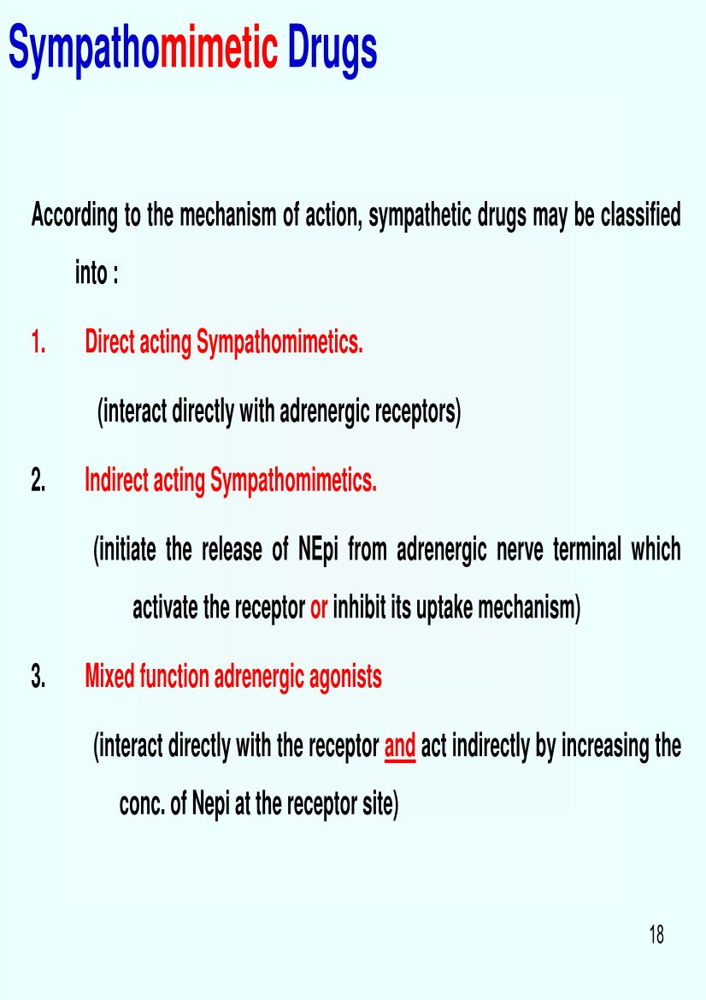 Sympathomimetic Drugs
According to the mechanism of action, sympathetic drugs may be classified
into :
1. Direct acting Sympathomimetics.
(interact directly with adrenergic receptors)
2. Indirect acting Sympathomimetics.
(initiate the release of NEpi from adrenergic nerve terminal which
activate the receptor or inhibit its uptake mechanism)
3. Mixed function adrenergic agonists
(interact directly with the receptor and act indirectly by increasing the
conc. of Nepi at the receptor site)
18